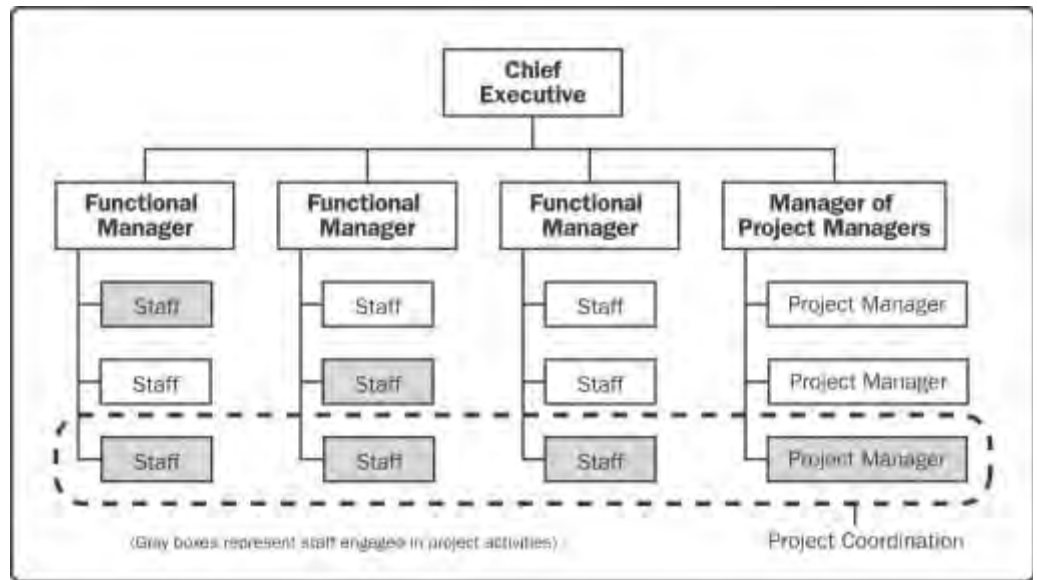 Chief
Executive
Functional
Manager
Functional
Manager
Functional
Manager
Manager of
Project Managers
Staff
Staff
Staff
Project Manager
Staff
Staff
Staff
Project Manager
Staff
Staff
Staff
Project Manager
(Gray boxes represent staff engaged in project activities)
Project Coordination